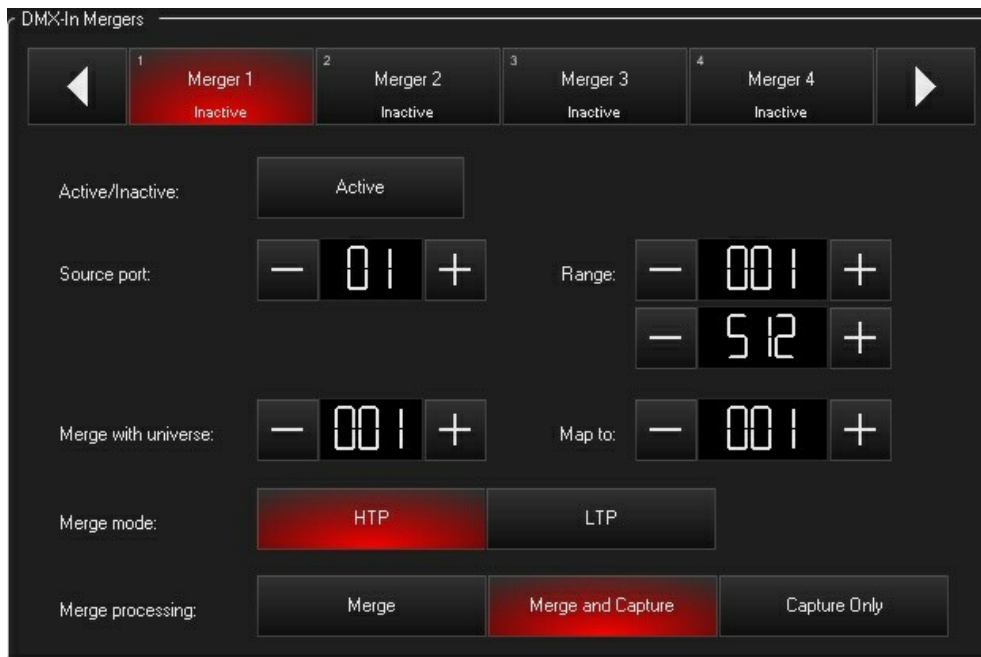 DMX-In Mergers
1 Merger 1 2 Merger 2 3 Merger 3 4 Merger 4
Inactive Inactive Inactive Inactive
Active/Inactive: Active
Source port: 01 Range: 001
512
Merge with universe: 001 Map to: 001
Merge mode: HTP LTP
Merge processing: Merge Merge and Capture Capture Only